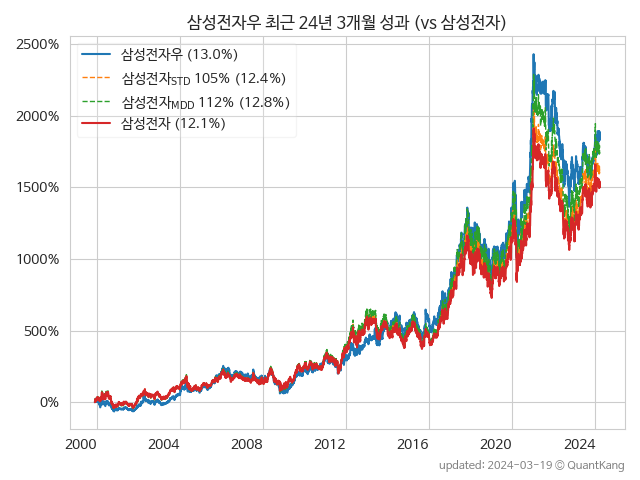 삼성전자우 최근 24년 3개월 성과 (vs 삼성전자)
2500%
2000%
1500%
1000%
500%
0%
삼성전자우 (13.0%)
삼성전자STD 105% (12.4%)
삼성전자MDD 112% (12.8%)
삼성전자 (12.1%)
2000 2004 2008 2012 2016 2020 2024
updated: 2024-03-19 © QuantKang